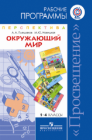 РАБОЧИЕ
ПРОГРАММЫ
ПЕРСПЕКТИВА
ОКРУЖАЮЩИЙ
МИР
1-4 классы
«Просвещение»